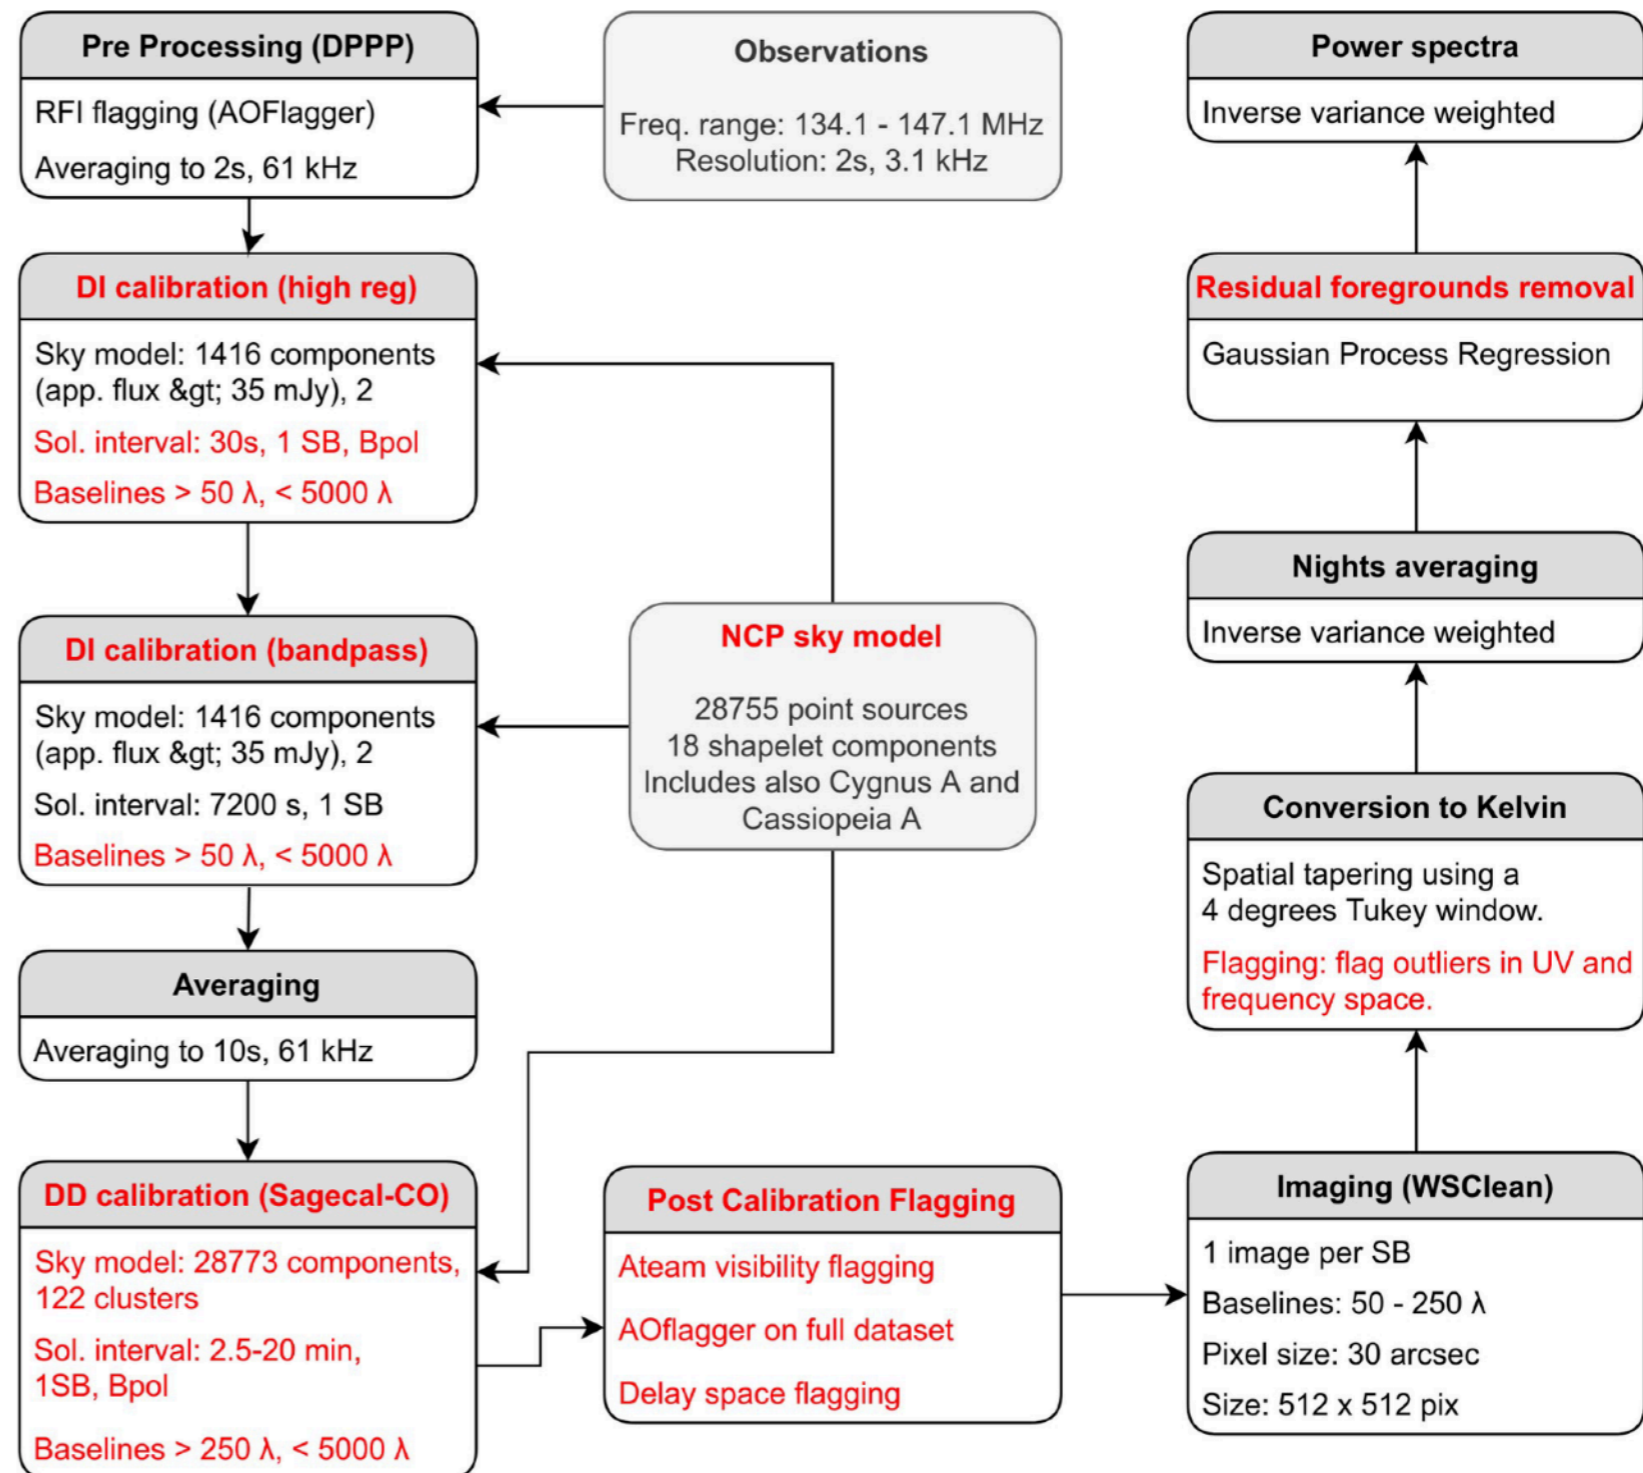 Pre Processing (DPPP)
RFI flagging (AOFlagger)
Averaging to 2s, 61 kHz
Observations
Freq. range: 134.1 - 147.1 MHz
Resolution: 2s, 3.1 kHz
DI calibration (high reg)
Sky model: 1416 components
(app. flux &gt; 35 mJy), 2
Sol. interval: 30s, 1 SB, Bpol
Baselines > 50 λ, < 5000 λ
DI calibration (bandpass)
Sky model: 1416 components
(app. flux &gt; 35 mJy), 2
Sol. interval: 7200 s, 1 SB
Baselines > 50 λ, < 5000 λ
NCP sky model
28755 point sources
18 shapelet components
Includes also Cygnus A and
Cassiopeia A
Averaging
Averaging to 10s, 61 kHz
DD calibration (Sagecal-CO)
Sky model: 28773 components,
122 clusters
Sol. interval: 2.5-20 min,
1SB, Bpol
Baselines > 250 λ, < 5000 λ
Post Calibration Flagging
Ateam visibility flagging
AOflagger on full dataset
Delay space flagging
Imaging (WSClean)
1 image per SB
Baselines: 50 - 250 λ
Pixel size: 30 arcsec
Size: 512 x 512 pix
Conversion to Kelvin
Spatial tapering using a
4 degrees Tukey window.
Flagging: flag outliers in UV and
frequency space.
Nights averaging
Inverse variance weighted
Residual foregrounds removal
Gaussian Process Regression
Power spectra
Inverse variance weighted